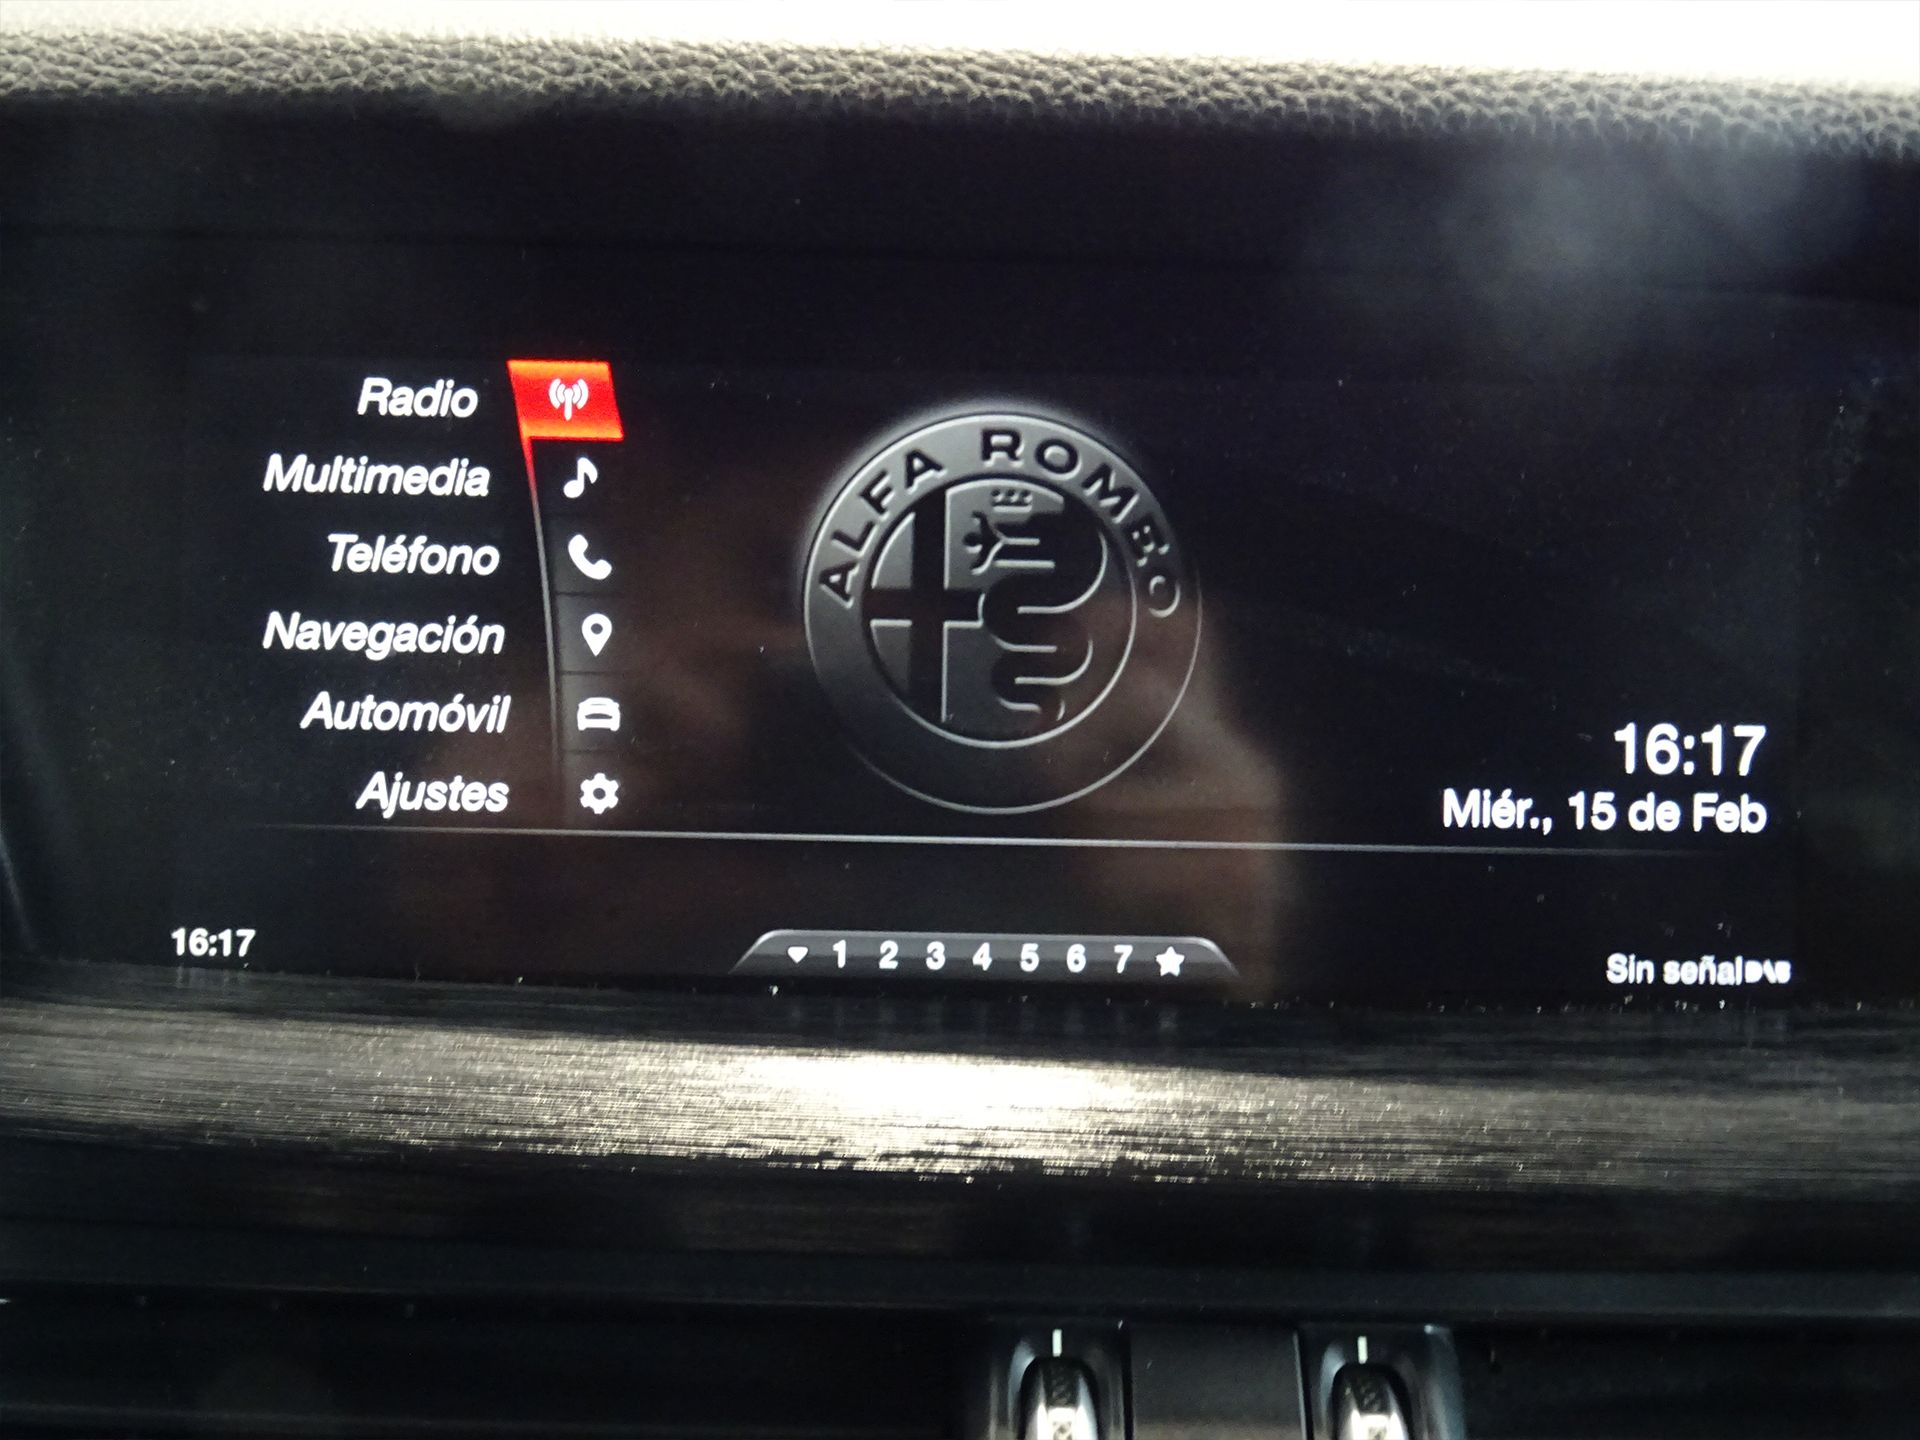 Radio
Multimedia
Teléfono
Navegación
Automóvil
Ajustes
ALFA ROMEO
16:17
Miér., 15 de Feb
16:17
1 2 3 4 5 6 7
Sin señal